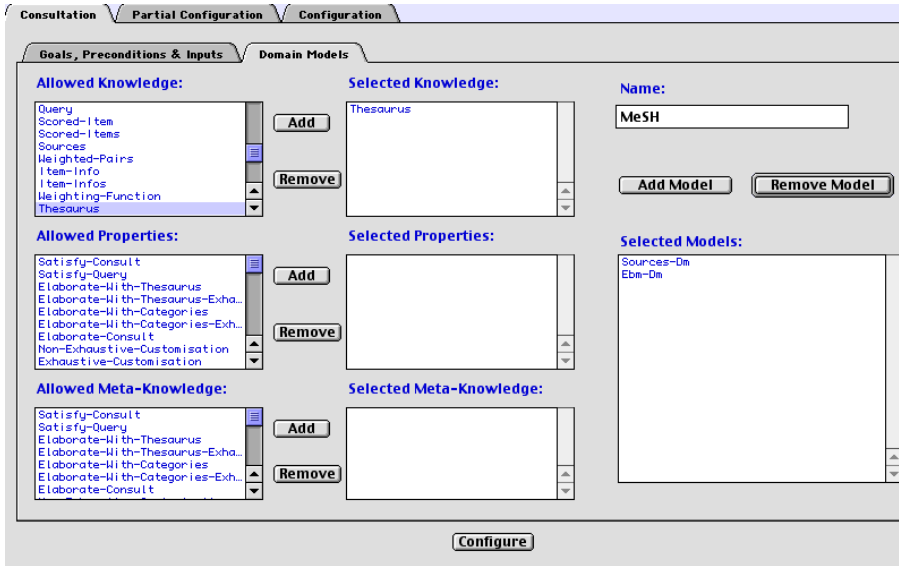 Consultation Partial Configuration Configuration
Goals, Preconditions & Inputs Domain Models
Allowed Knowledge:
Query
Scored-Item
Scored-Items
Sources
Weighted-Pairs
Item-Info
Item-Infos
Weighting-Function
Thesaurus
Add
Remove
Selected Knowledge:
Thesaurus
Name:
MeSH
Add Model Remove Model
Allowed Properties:
Satisfy-Consult
Satisfy-Query
Elaborate-With-Thesaurus
Elaborate-With-Thesaurus-Exha…
Elaborate-With-Categories
Elaborate-With-Categories-Exh…
Elaborate-Consult
Non-Exhaustive-Customisation
Exhaustive-Customisation
Add
Remove
Selected Properties:
Selected Models:
Sources-Dm
Ebm-Dm
Allowed Meta-Knowledge:
Satisfy-Consult
Satisfy-Query
Elaborate-With-Thesaurus
Elaborate-With-Thesaurus-Exha…
Elaborate-With-Categories
Elaborate-With-Categories-Exh…
Elaborate-Consult
Add
Remove
Selected Meta-Knowledge:
Configure